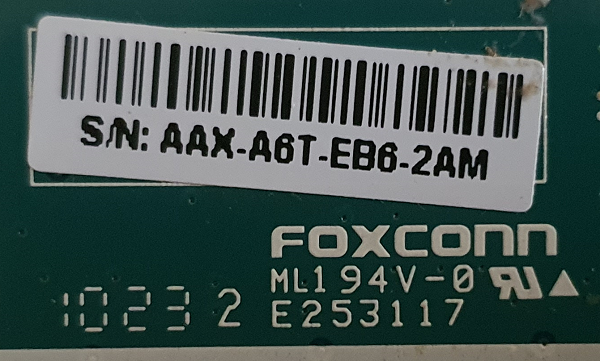 S/N: AAX-A6T-EB6-2AM
FOXCONN
ML194V-0
10232 E253117